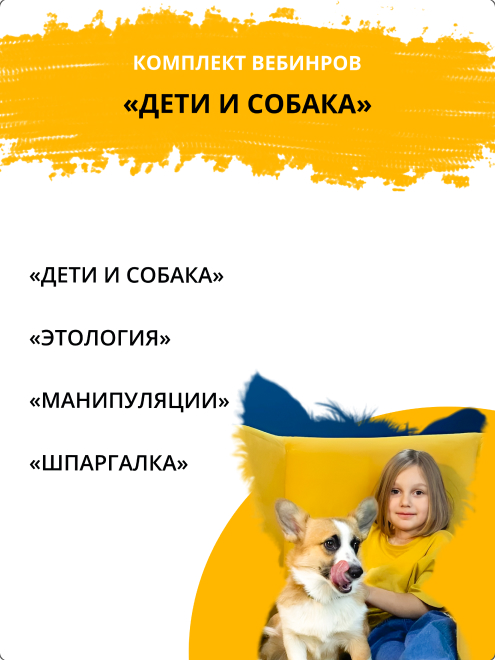 КОМПЛЕКТ ВЕБИНРОВ
«ДЕТИ И СОБАКА»
«ДЕТИ И СОБАКА»
«ЭТОЛОГИЯ»
«МАНИПУЛЯЦИИ»
«ШПАРГАЛКА»